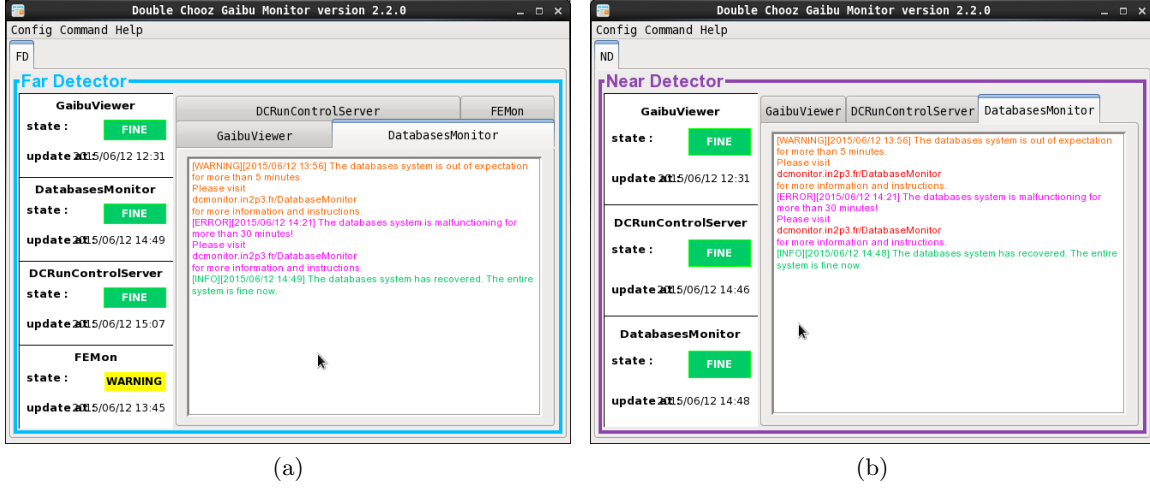 Double Chooz Gaibu Monitor version 2.2.0
Config Command Help
FD
Far Detector
GaibuViewer
state : FINE
update at : 2015/06/12 12:31
DatabasesMonitor
state : FINE
update at : 2015/06/12 14:49
DCRunControlServer
state : FINE
update at : 2015/06/12 15:07
FEMon
state : WARNING
update at : 2015/06/12 13:45
DCRunControlServer FEMon
GaibuViewer DatabasesMonitor
[WARNING][2015/06/12 13:56] The databases system is out of expectation
for more than 5 minutes.
Please visit
dcmonitor.in2p3.fr/DatabaseMonitor
for more information and instructions.
[ERROR][2015/06/12 14:21] The databases system is malfunctioning for
more than 30 minutes!
Please visit
dcmonitor.in2p3.fr/DatabaseMonitor
for more information and instructions.
[INFO][2015/06/12 14:49] The databases system has recovered. The entire
system is fine now.
(a)
Double Chooz Gaibu Monitor version 2.2.0
Config Command Help
ND
Near Detector
GaibuViewer
state : FINE
update at : 2015/06/12 12:31
DCRunControlServer
state : FINE
update at : 2015/06/12 14:46
DatabasesMonitor
state : FINE
update at : 2015/06/12 14:48
GaibuViewer DCRunControlServer DatabasesMonitor
[WARNING][2015/06/12 13:56] The databases system is out of expectation
for more than 5 minutes.
Please visit
dcmonitor.in2p3.fr/DatabaseMonitor
for more information and instructions.
[ERROR][2015/06/12 14:21] The databases system is malfunctioning for
more than 30 minutes!
Please visit
dcmonitor.in2p3.fr/DatabaseMonitor
for more information and instructions.
[INFO][2015/06/12 14:48] The databases system has recovered. The entire
system is fine now.
(b)